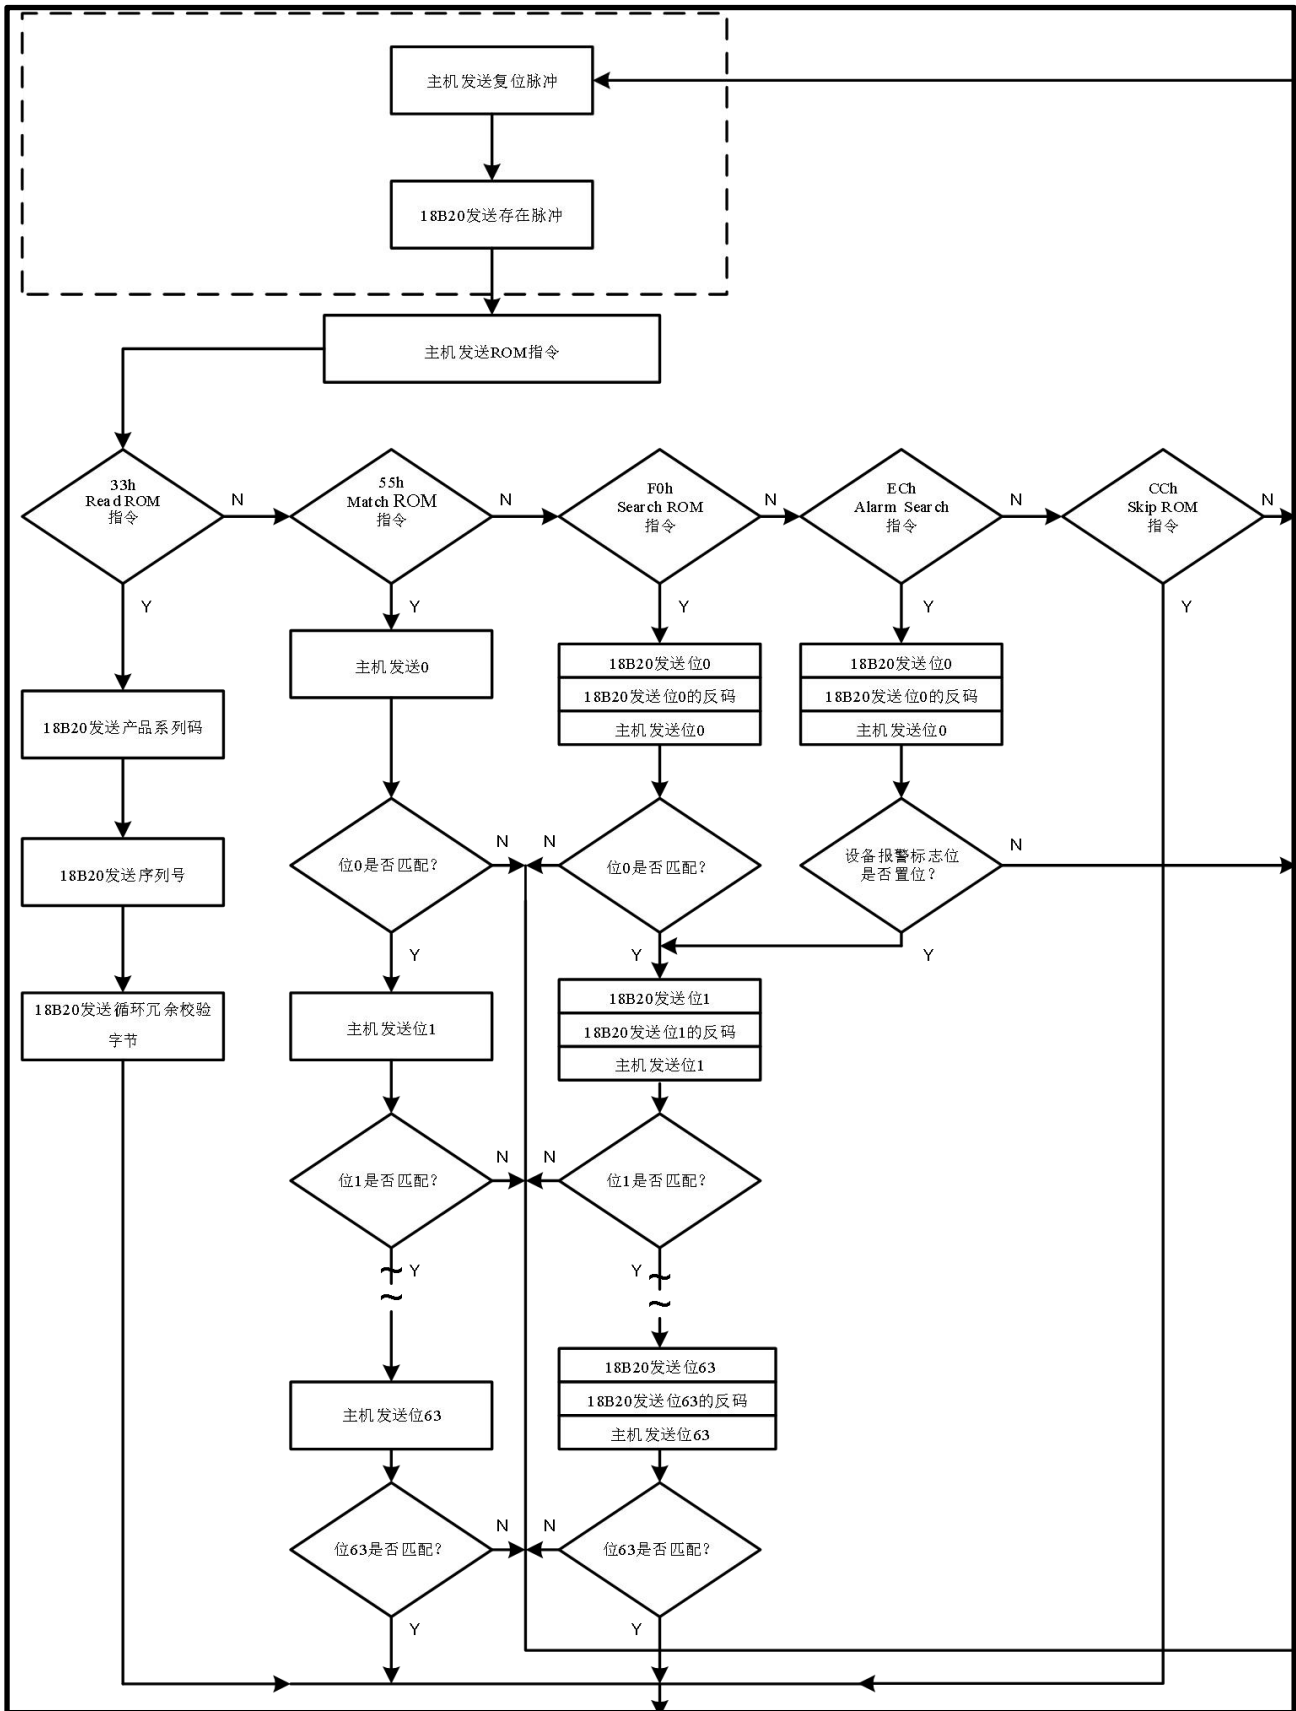 主机发送复位脉冲
18B20发送存在脉冲
主机发送ROM指令
33h
Read ROM
指令
N
55h
Match ROM
指令
N
F0h
Search ROM
指令
N
ECh
Alarm Search
指令
N
CCh
Skip ROM
指令
N
Y
Y
Y
Y
Y
主机发送0
18B20发送位0
18B20发送位0的反码
主机发送位0
18B20发送位0
18B20发送位0的反码
主机发送位0
18B20发送产品系列码
位0是否匹配？
N
N
位0是否匹配？
设备报警标志位
是否置位？
N
18B20发送序列号
Y
Y
Y
18B20发送循环冗余校验
字节
主机发送位1
18B20发送位1
18B20发送位1的反码
主机发送位1
位1是否匹配？
N
N
位1是否匹配？
Y
Y
主机发送位63
18B20发送位63
18B20发送位63的反码
主机发送位63
位63是否匹配？
N
N
位63是否匹配？
Y
Y